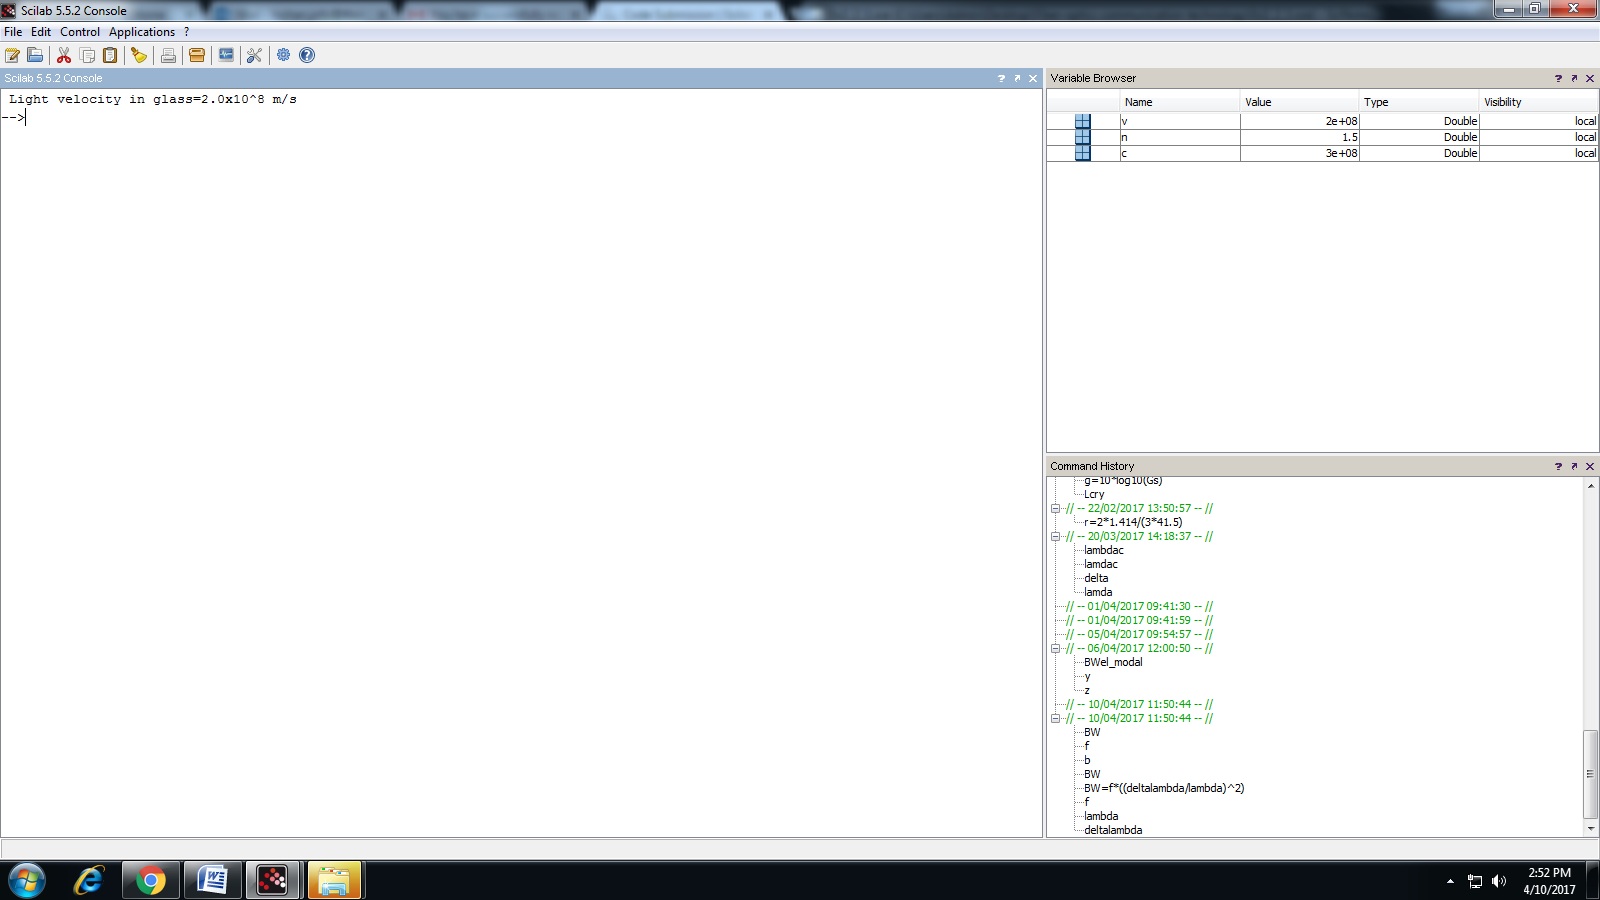 Scilab 5.5.2 Console
File Edit Control Applications ?
Scilab 5.5.2 Console
Light velocity in glass=2.0x10^8 m/s
-->
Variable Browser
Name Value Type Visibility
v 2e+08 Double local
n 1.5 Double local
c 3e+08 Double local
Command History
g=10*log10(Gs)
Lcry
// -- 22/02/2017 13:50:57 -- //
r=2*1.414/(3*41.5)
// -- 20/03/2017 14:18:37 -- //
lambdac
lamdac
delta
lamda
// -- 01/04/2017 09:41:30 -- //
// -- 01/04/2017 09:41:59 -- //
// -- 05/04/2017 09:54:57 -- //
// -- 06/04/2017 12:00:50 -- //
BWel_modal
y
z
// -- 10/04/2017 11:50:44 -- //
// -- 10/04/2017 11:50:44 -- //
BW
f
b
BW
BW=f*((deltalambda/lambda)^2)
f
lambda
deltalambda
2:52 PM
4/10/2017